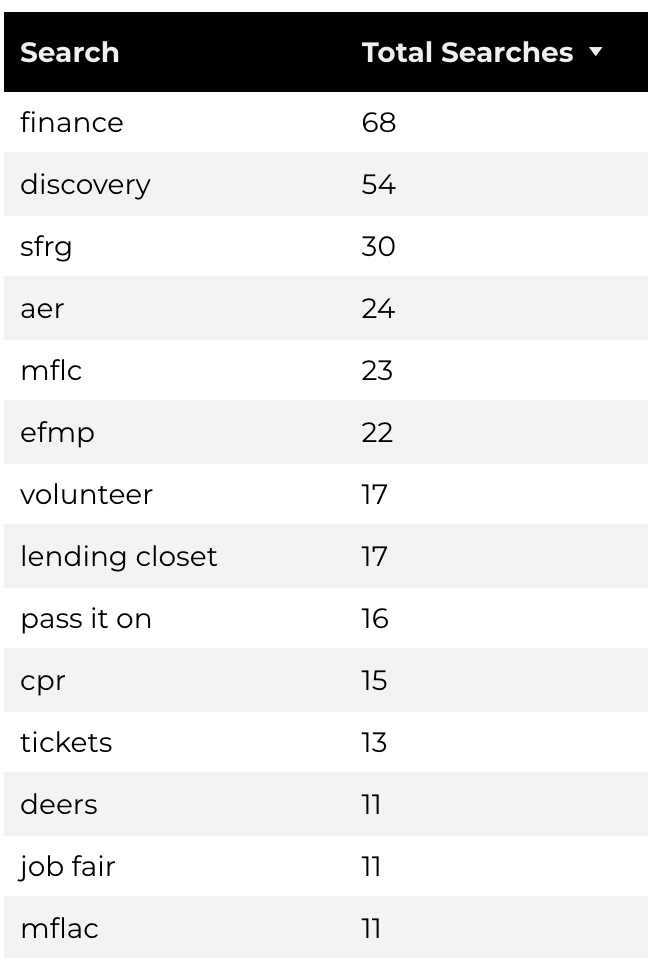 Search Total Searches
finance 68
discovery 54
sfrg 30
aer 24
mflc 23
efmp 22
volunteer 17
lending closet 17
pass it on 16
cpr 15
tickets 13
deers 11
job fair 11
mflac 11